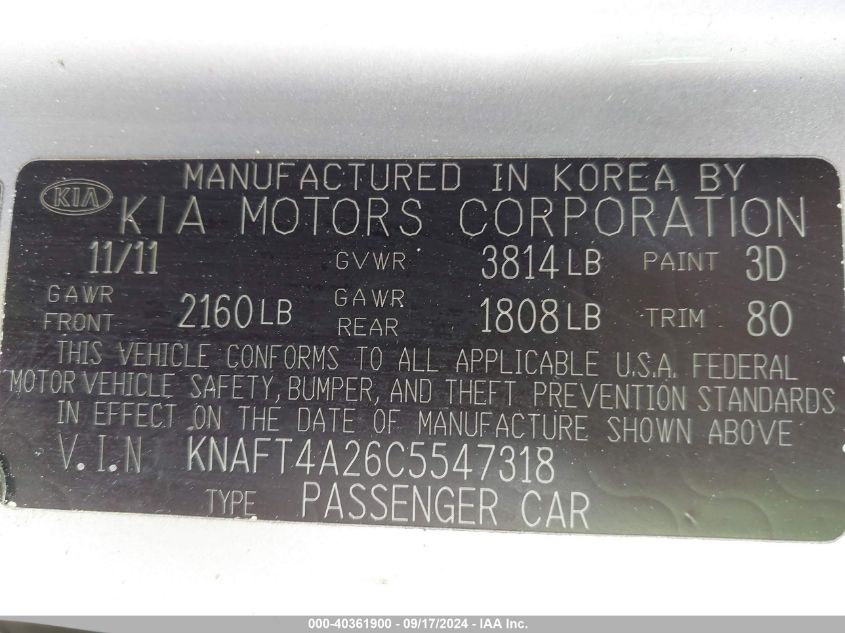 MANUFACTURED IN KOREA BY
KIA
KIA MOTORS CORPORATION
11/11 GVWR 3814 LB PAINT 3D
GAWR FRONT 2160 LB GAWR REAR 1808 LB TRIM 80
THIS VEHICLE CONFORMS TO ALL APPLICABLE U.S.A. FEDERAL
MOTOR VEHICLE SAFETY, BUMPER, AND THEFT PREVENTION STANDARDS
IN EFFECT ON THE DATE OF MANUFACTURE SHOWN ABOVE
V.I.N KNAFT4A26C5547318
TYPE PASSENGER CAR
000-40361900 - 09/17/2024 - IAA Inc.